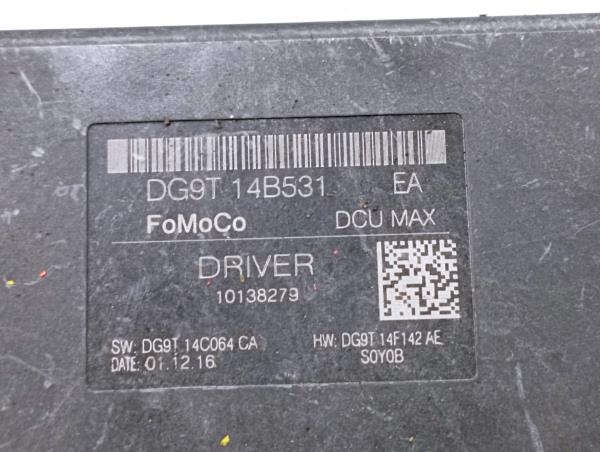 DG9T 14B531 EA
FoMoCo DCU MAX
DRIVER
10138279
SW: DG9T 14C064 CA HW: DG9T 14F142 AE
DATE: 01.12.16 S0Y0B